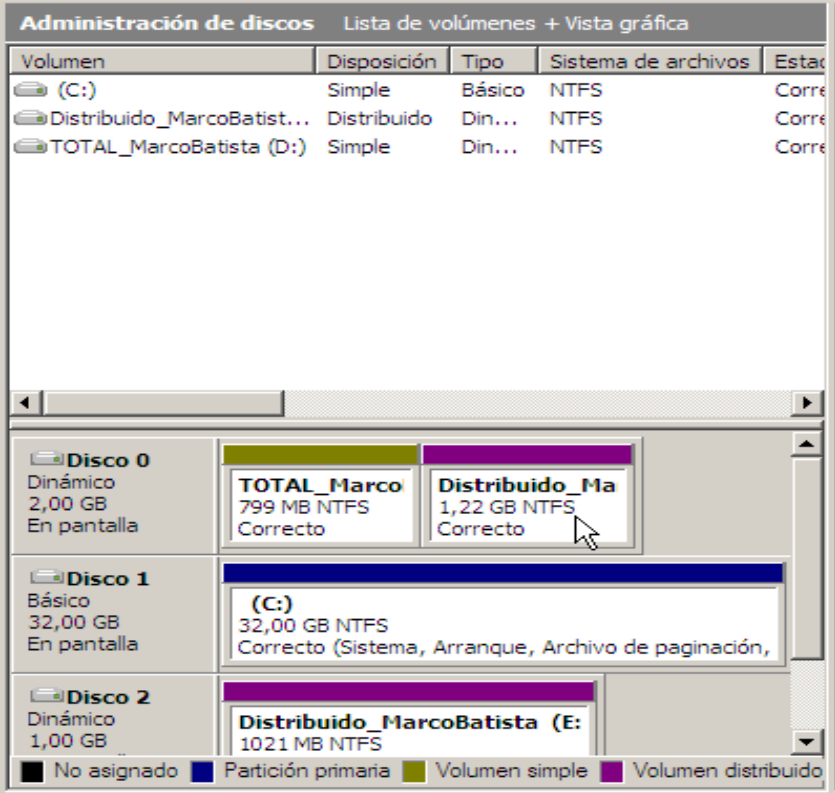 Administración de discos Lista de volúmenes + Vista gráfica
Volumen Disposición Tipo Sistema de archivos Estad
(C:) Simple Básico NTFS Corre
Distribuido_MarcoBatist... Distribuido Din... NTFS Corre
TOTAL_MarcoBatista (D:) Simple Din... NTFS Corre
Disco 0
Dinámico
2,00 GB
En pantalla
TOTAL_Marco
799 MB NTFS
Correcto
Distribuido_Ma
1,22 GB NTFS
Correcto
Disco 1
Básico
32,00 GB
En pantalla
(C:)
32,00 GB NTFS
Correcto (Sistema, Arranque, Archivo de paginación,
Disco 2
Dinámico
1,00 GB
Distribuido_MarcoBatista (E:
1021 MB NTFS
No asignado Partición primaria Volumen simple Volumen distribuido